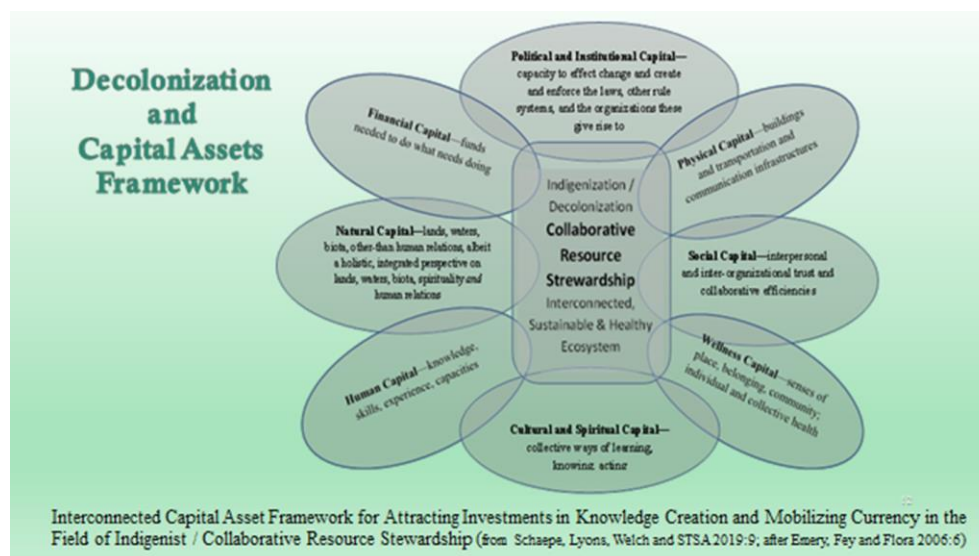 Decolonization
and
Capital Assets
Framework
Political and Institutional Capital—
capacity to effect change and create
and enforce the laws, other rule
systems, and the organizations these
give rise to
Financial Capital—funds
needed to do what needs doing
Physical Capital—buildings
and transportation and
communication infrastructures
Natural Capital—lands, waters,
biota, other-than human relations, albeit
a holistic, integrated perspective on
lands, waters, biota, spirituality and
human relations
Indigenization /
Decolonization
Collaborative
Resource
Stewardship
Interconnected,
Sustainable & Healthy
Ecosystem
Social Capital—interpersonal
and inter-organizational trust and
collaborative efficiencies
Human Capital—knowledge,
skills, experience, capacities
Wellness Capital—senses of
place, belonging, community;
individual and collective health
Cultural and Spiritual Capital—
collective ways of learning,
knowing, acting
Interconnected Capital Asset Framework for Attracting Investments in Knowledge Creation and Mobilizing Currency in the
Field of Indigenist / Collaborative Resource Stewardship (from Schaepe, Lyons, Welch and STSA 2019:9; after Emery, Fey and Flora 2006:6)